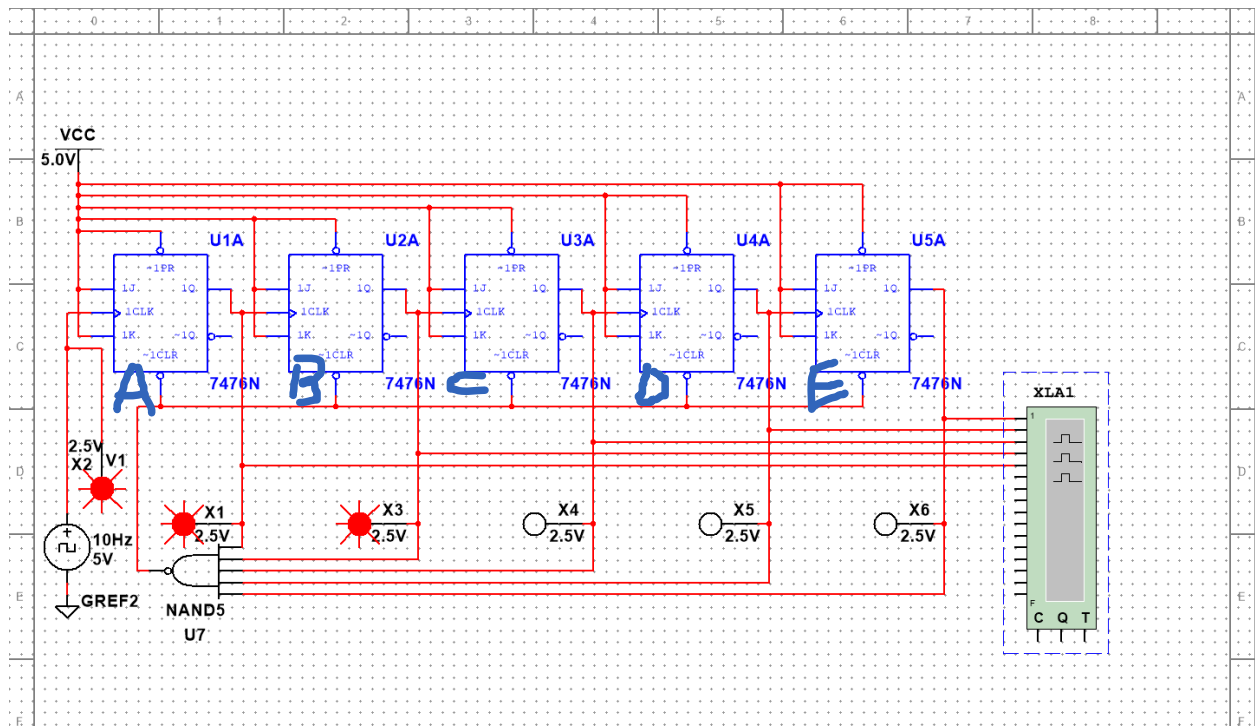 0 1 2 3 4 5 6 7 8
A A
VCC
5.0V
B B
U1A U2A U3A U4A U5A
~1PR ~1PR ~1PR ~1PR ~1PR
1J 1Q 1J 1Q 1J 1Q 1J 1Q 1J 1Q
1CLK 1CLK 1CLK 1CLK 1CLK
1K ~1Q 1K ~1Q 1K ~1Q 1K ~1Q 1K ~1Q
C C
~1CLR ~1CLR ~1CLR ~1CLR ~1CLR
A B C D E
7476N 7476N 7476N 7476N 7476N
XLA1
1
2.5V
X2 V1
D D
X1 X3 X4 X5 X6
2.5V 2.5V 2.5V 2.5V 2.5V
10Hz
5V
E E
GREF2
NAND5
U7
F
C Q T
F F